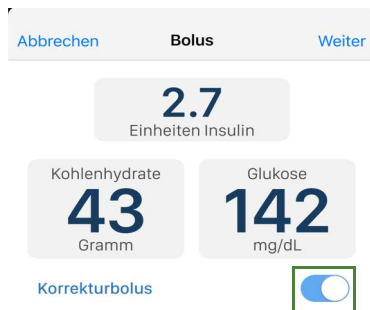 Abbrechen Bolus Weiter
2.7
Einheiten Insulin
Kohlenhydrate Glukose
43 142
Gramm mg/dL
Korrekturbolus